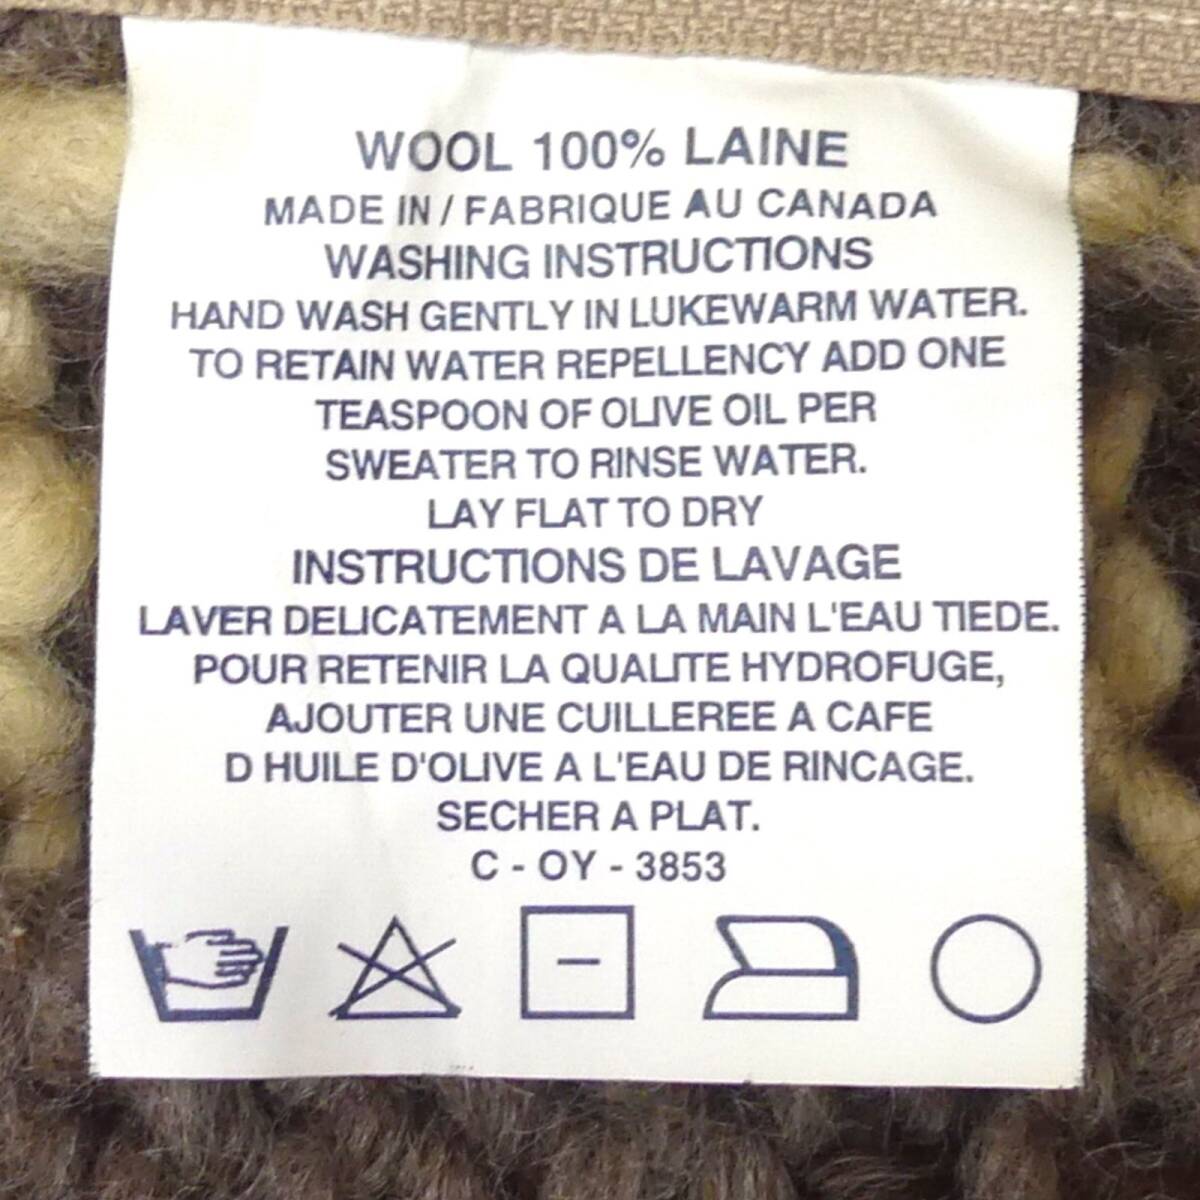 WOOL 100% LAINE
MADE IN / FABRIQUE AU CANADA
WASHING INSTRUCTIONS
HAND WASH GENTLY IN LUKEWARM WATER.
TO RETAIN WATER REPELLENCY ADD ONE
TEASPOON OF OLIVE OIL PER
SWEATER TO RINSE WATER.
LAY FLAT TO DRY
INSTRUCTIONS DE LAVAGE
LAVER DELICATEMENT A LA MAIN L'EAU TIEDE.
POUR RETENIR LA QUALITE HYDROFUGE,
AJOUTER UNE CUILLEREE A CAFE
D HUILE D'OLIVE A L'EAU DE RINCAGE.
SECHER A PLAT.
C - OY - 3853